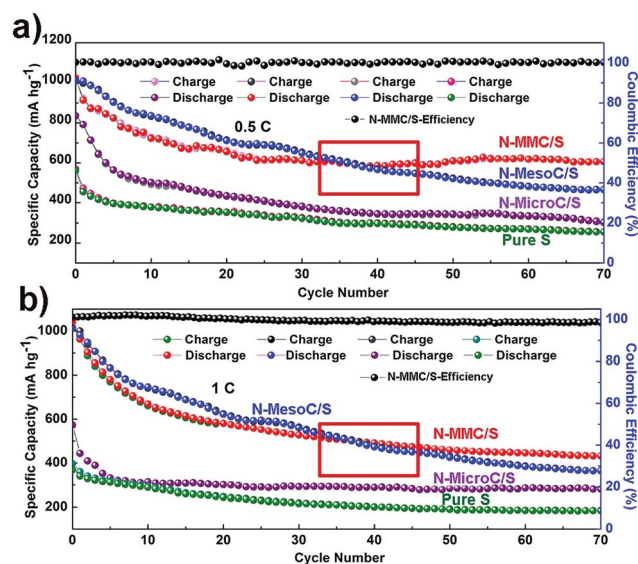 a)
1200
1000
800
600
400
200
Specific Capacity (mA hg⁻¹)
Charge Charge Charge Charge
Discharge Discharge Discharge Discharge
N-MMC/S-Efficiency
0.5 C
N-MMC/S
N-MesoC/S
N-MicroC/S
Pure S
100
80
60
40
20
0
Coulmbic Efficiency (%)
0 10 20 30 40 50 60 70
Cycle Number
b)
1000
800
600
400
200
Specific Capacity (mA hg⁻¹)
Charge Charge Charge Charge
Discharge Discharge Discharge Discharge
N-MMC/S-Efficiency
1 C
N-MesoC/S
N-MMC/S
N-MicroC/S
Pure S
100
80
60
40
20
0
Coulombic Efficiency (%)
0 10 20 30 40 50 60 70
Cycle Number